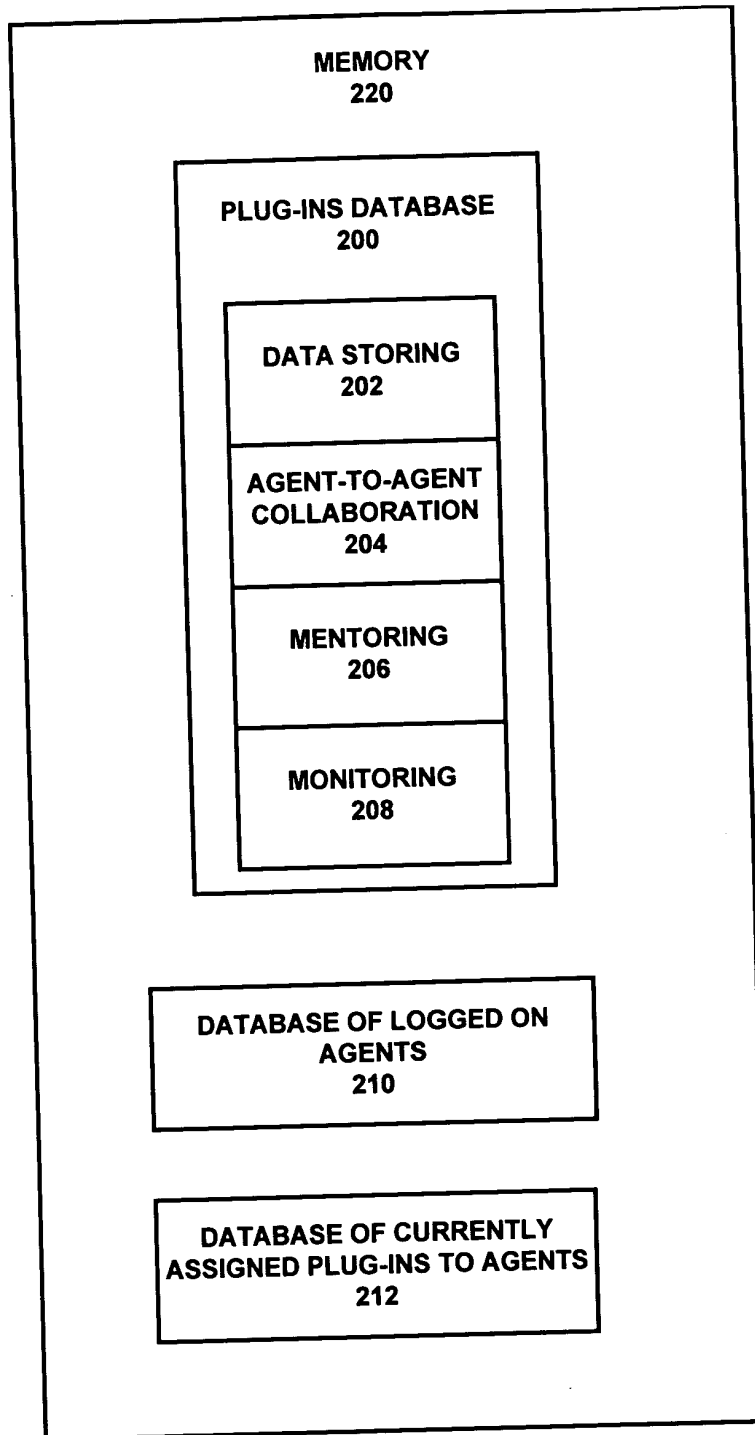 MEMORY
220
PLUG-INS DATABASE
200
DATA STORING
202
AGENT-TO-AGENT
COLLABORATION
204
MENTORING
206
MONITORING
208
DATABASE OF LOGGED ON
AGENTS
210
DATABASE OF CURRENTLY
ASSIGNED PLUG-INS TO AGENTS
212